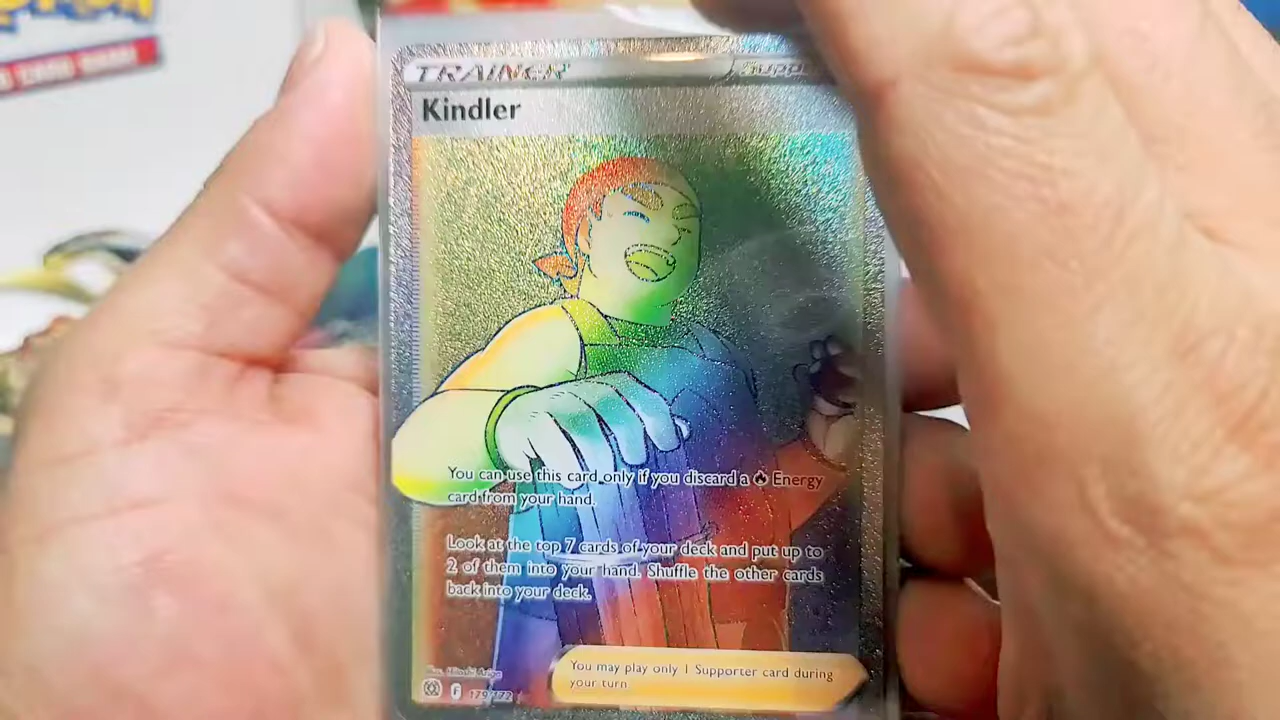 TRAINER
Kindler
You can use this card only if you discard a Energy
card from your hand.
Look at the top 7 cards of your deck and put up to
2 of them into your hand. Shuffle the other cards
back into your deck.
You may play only 1 Supporter card during
your turn
F 179/172